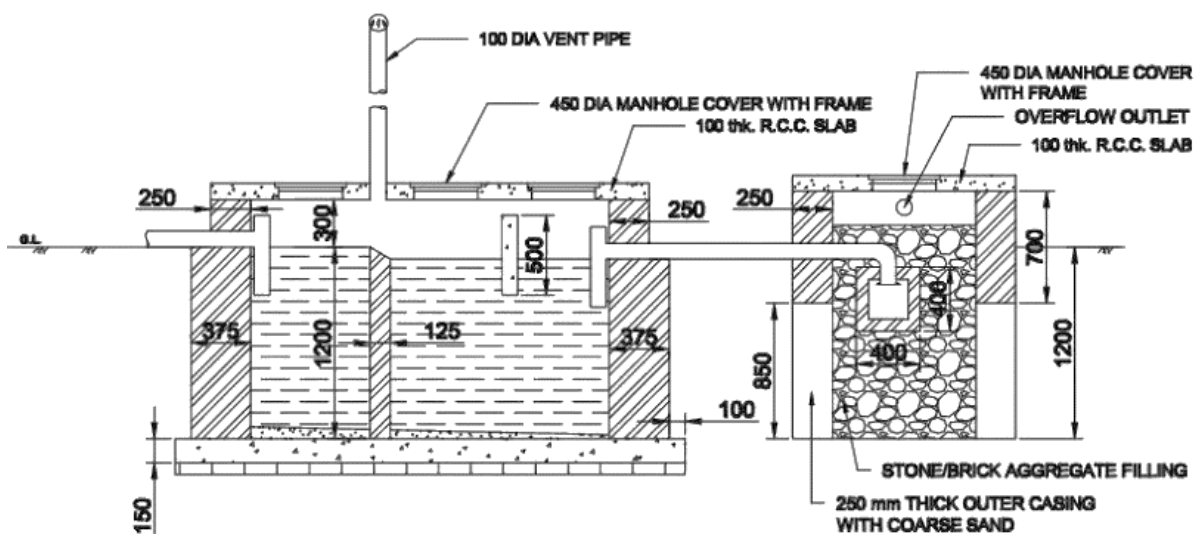 100 DIA VENT PIPE
450 DIA MANHOLE COVER WITH FRAME
100 thk. R.C.C. SLAB
450 DIA MANHOLE COVER
WITH FRAME
OVERFLOW OUTLET
100 thk. R.C.C. SLAB
250
300
500
250
250
700
G.L.
375
1200
125
375
400
400
850
1200
100
150
STONE/BRICK AGGREGATE FILLING
250 mm THICK OUTER CASING
WITH COARSE SAND